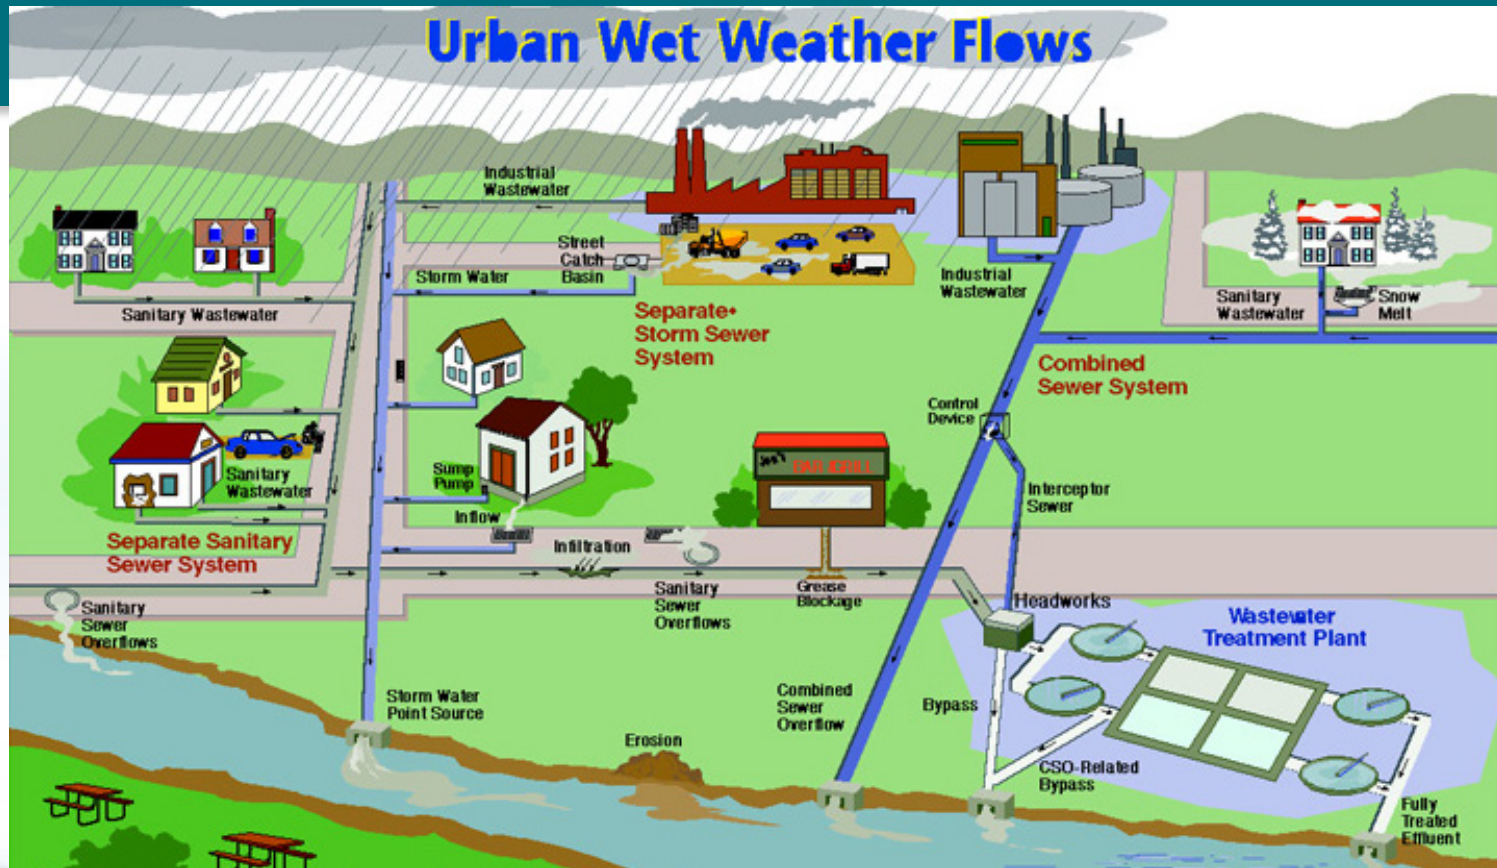 Urban Wet Weather Flows
Industrial
Wastewater
Street
Catch
Basin
Storm Water
Sanitary Wastewater
Separate•
Storm Sewer
System
Industrial
Wastewater
Sanitary
Wastewater
Snow
Melt
Combined
Sewer System
Control
Device
Sanitary
Wastewater
Sump
Pump
Inflow
Joe's
BAR &GRILL
Interceptor
Sewer
Separate Sanitary
Sewer System
Infiltration
Sanitary
Sewer
Overflows
Sanitary
Sewer
Overflows
Grease
Blockage
Headworks
Wastewater
Treatment Plant
Storm Water
Point Source
Combined
Sewer
Overflow
Bypass
Erosion
CSO-Related
Bypass
Fully
Treated
Effluent